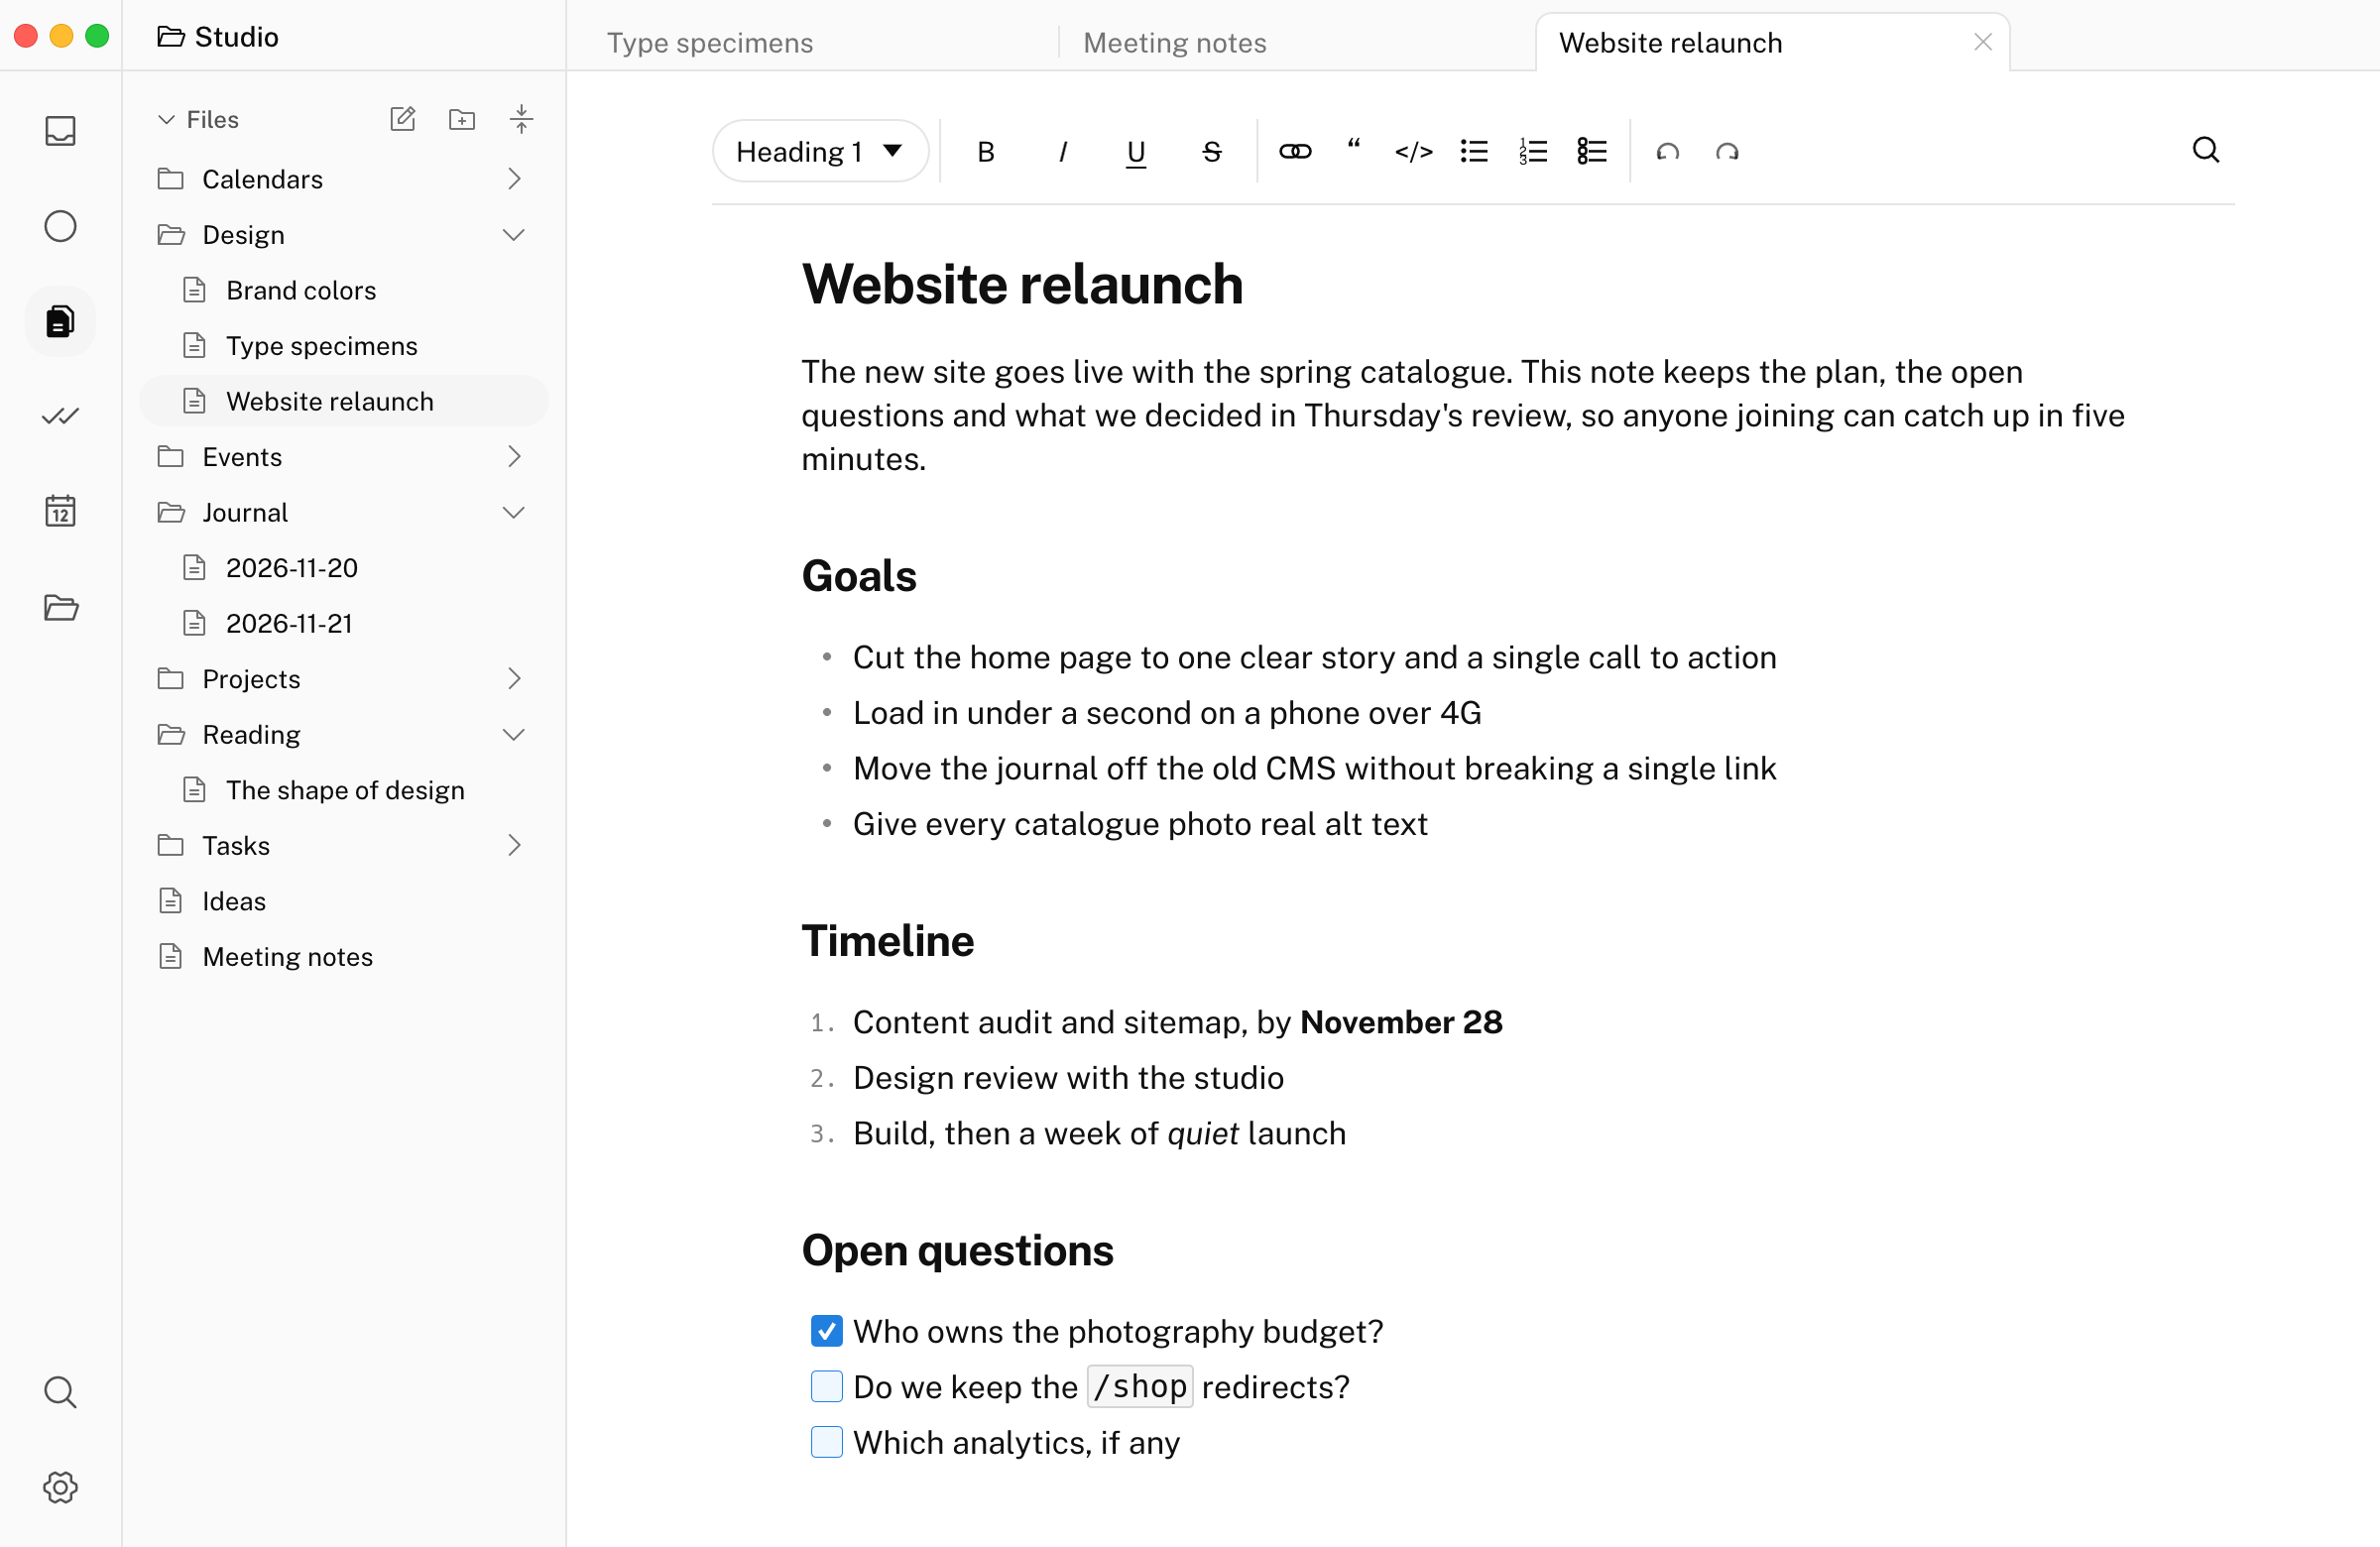 Studio
Type specimens
Meeting notes
Website relaunch
Files
Calendars
Design
Brand colors
Type specimens
Website relaunch
Events
Journal
2026-11-20
2026-11-21
Projects
Reading
The shape of design
Tasks
Ideas
Meeting notes
12
Heading 1
B I U S “ </>
Website relaunch
The new site goes live with the spring catalogue. This note keeps the plan, the open
questions and what we decided in Thursday's review, so anyone joining can catch up in five
minutes.
Goals
• Cut the home page to one clear story and a single call to action
• Load in under a second on a phone over 4G
• Move the journal off the old CMS without breaking a single link
• Give every catalogue photo real alt text
Timeline
1. Content audit and sitemap, by November 28
2. Design review with the studio
3. Build, then a week of quiet launch
Open questions
Who owns the photography budget?
Do we keep the /shop redirects?
Which analytics, if any